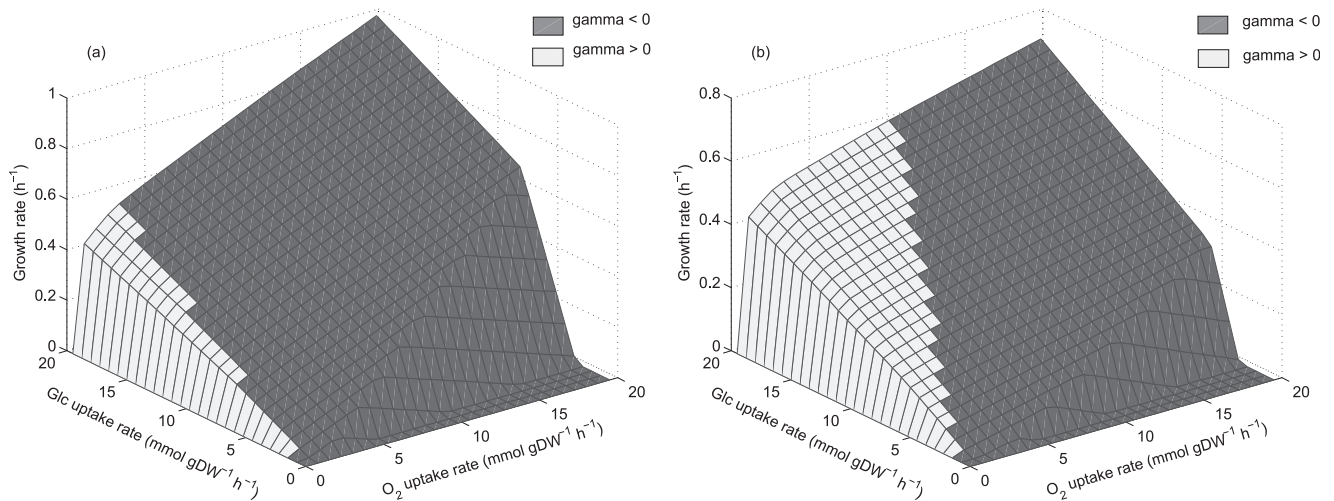 (a)
gamma < 0
gamma > 0
1
0.8
0.6
0.4
0.2
0
Growth rate (h⁻¹)
20
15
10
5
0
Glc uptake rate (mmol gDW⁻¹ h⁻¹)
0
5
10
15
20
O₂ uptake rate (mmol gDW⁻¹ h⁻¹)
(b)
gamma < 0
gamma > 0
0.8
0.6
0.4
0.2
0
Growth rate (h⁻¹)
20
15
10
5
0
Glc uptake rate (mmol gDW⁻¹ h⁻¹)
0
5
10
15
20
O₂ uptake rate (mmol gDW⁻¹ h⁻¹)